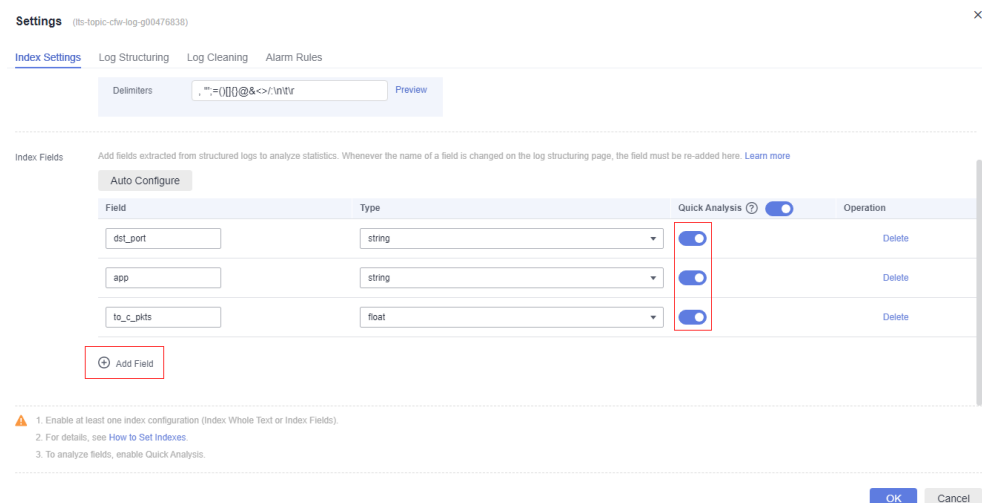 Settings (lts-topic-cfw-log-g00476838)
Index Settings Log Structuring Log Cleaning Alarm Rules
Delimiters , '";=()[]{}@&<>/:\n\t\r Preview
Index Fields Add fields extracted from structured logs to analyze statistics. Whenever the name of a field is changed on the log structuring page, the field must be re-added here. Learn more
Auto Configure
Field Type Quick Analysis ? Operation
dst_port string Delete
app string Delete
to_c_pkts float Delete
Add Field
1. Enable at least one index configuration (Index Whole Text or Index Fields).
2. For details, see How to Set Indexes.
3. To analyze fields, enable Quick Analysis.
OK Cancel